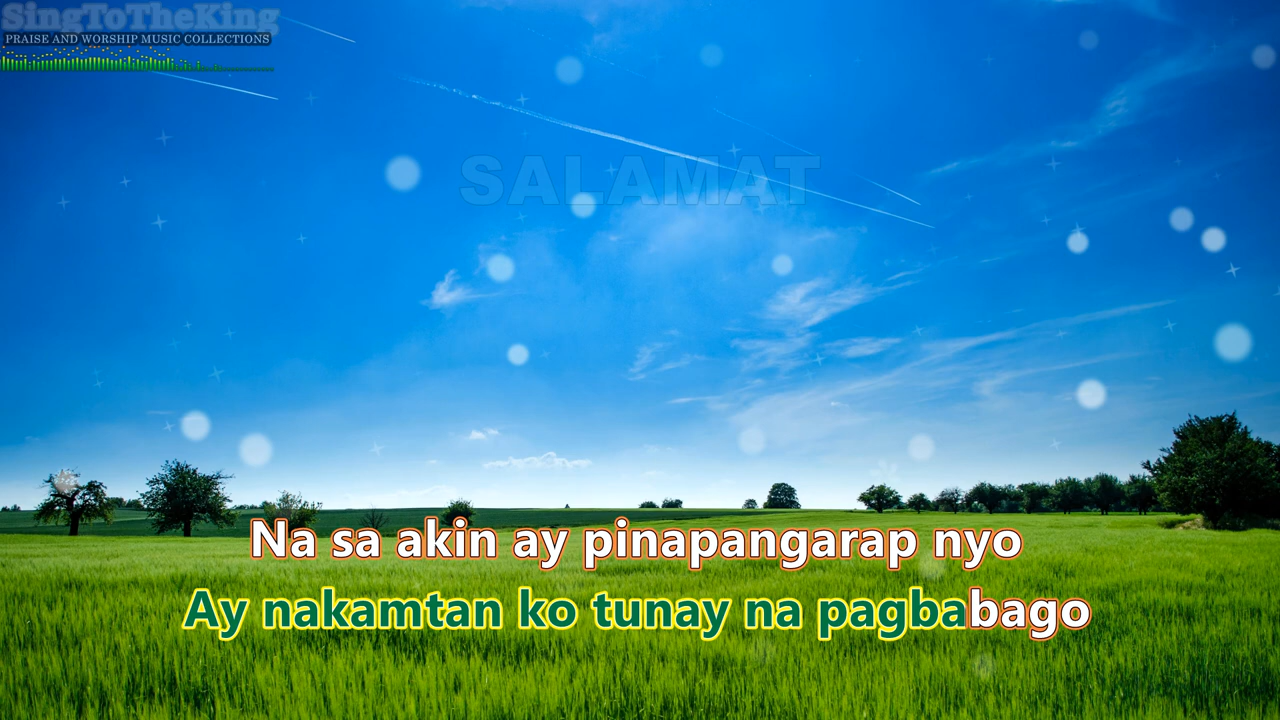 SingToTheKing
PRAISE AND WORSHIP MUSIC COLLECTIONS
SALAMAT
Na sa akin ay pinapangarap nyo
Ay nakamtan ko tunay na pagbabago